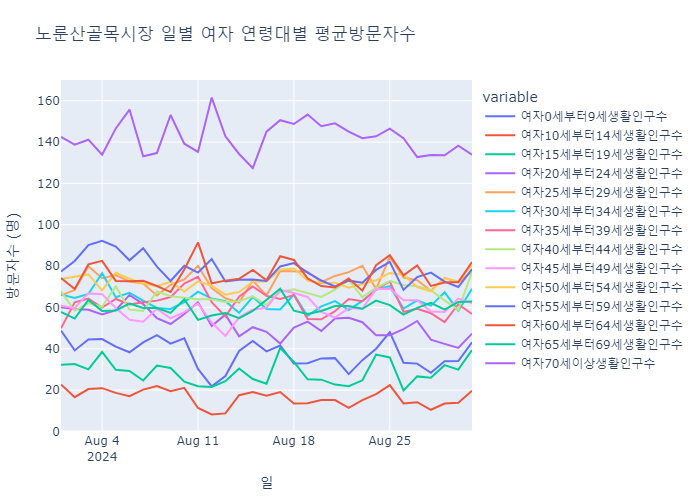 노룬산골목시장 일별 여자 연령대별 평균방문자수
variable
여자0세부터9세생활인구수
여자10세부터14세생활인구수
여자15세부터19세생활인구수
여자20세부터24세생활인구수
여자25세부터29세생활인구수
여자30세부터34세생활인구수
여자35세부터39세생활인구수
여자40세부터44세생활인구수
여자45세부터49세생활인구수
여자50세부터54세생활인구수
여자55세부터59세생활인구수
여자60세부터64세생활인구수
여자65세부터69세생활인구수
여자70세이상생활인구수
방문자수 (명)
160
140
120
100
80
60
40
20
0
Aug 4
2024
Aug 11
Aug 18
Aug 25
일